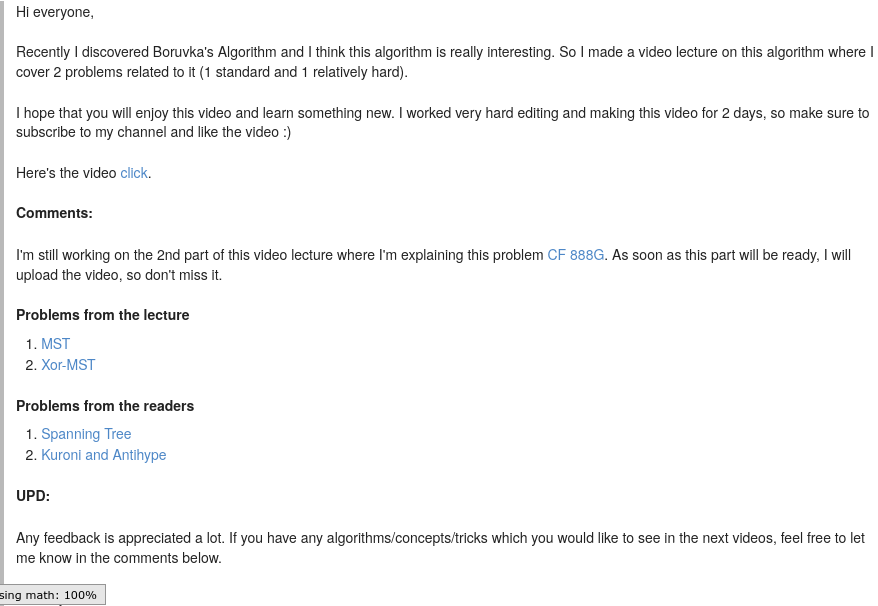 Hi everyone,
Recently I discovered Boruvka's Algorithm and I think this algorithm is really interesting. So I made a video lecture on this algorithm where I
cover 2 problems related to it (1 standard and 1 relatively hard).
I hope that you will enjoy this video and learn something new. I worked very hard editing and making this video for 2 days, so make sure to
subscribe to my channel and like the video :)
Here's the video click.
Comments:
I'm still working on the 2nd part of this video lecture where I'm explaining this problem CF 888G. As soon as this part will be ready, I will
upload the video, so don't miss it.
Problems from the lecture
1. MST
2. Xor-MST
Problems from the readers
1. Spanning Tree
2. Kuroni and Antihype
UPD:
Any feedback is appreciated a lot. If you have any algorithms/concepts/tricks which you would like to see in the next videos, feel free to let
me know in the comments below.
sing math: 100%